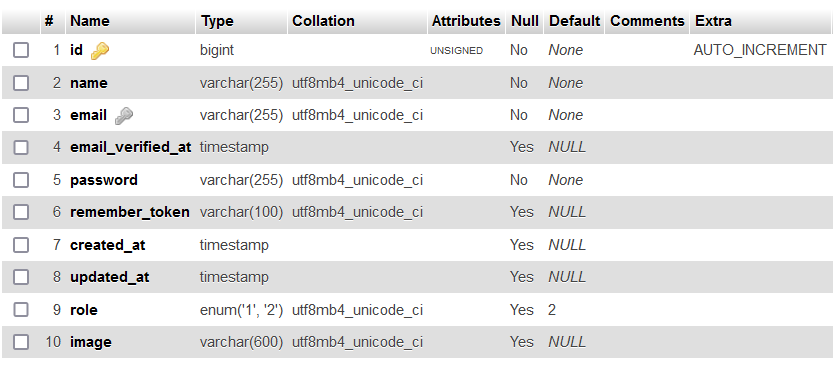 # Name Type Collation Attributes Null Default Comments Extra
1 id bigint UNSIGNED No None AUTO_INCREMENT
2 name varchar(255) utf8mb4_unicode_ci No None
3 email varchar(255) utf8mb4_unicode_ci No None
4 email_verified_at timestamp Yes NULL
5 password varchar(255) utf8mb4_unicode_ci No None
6 remember_token varchar(100) utf8mb4_unicode_ci Yes NULL
7 created_at timestamp Yes NULL
8 updated_at timestamp Yes NULL
9 role enum('1', '2') utf8mb4_unicode_ci Yes 2
10 image varchar(600) utf8mb4_unicode_ci Yes NULL